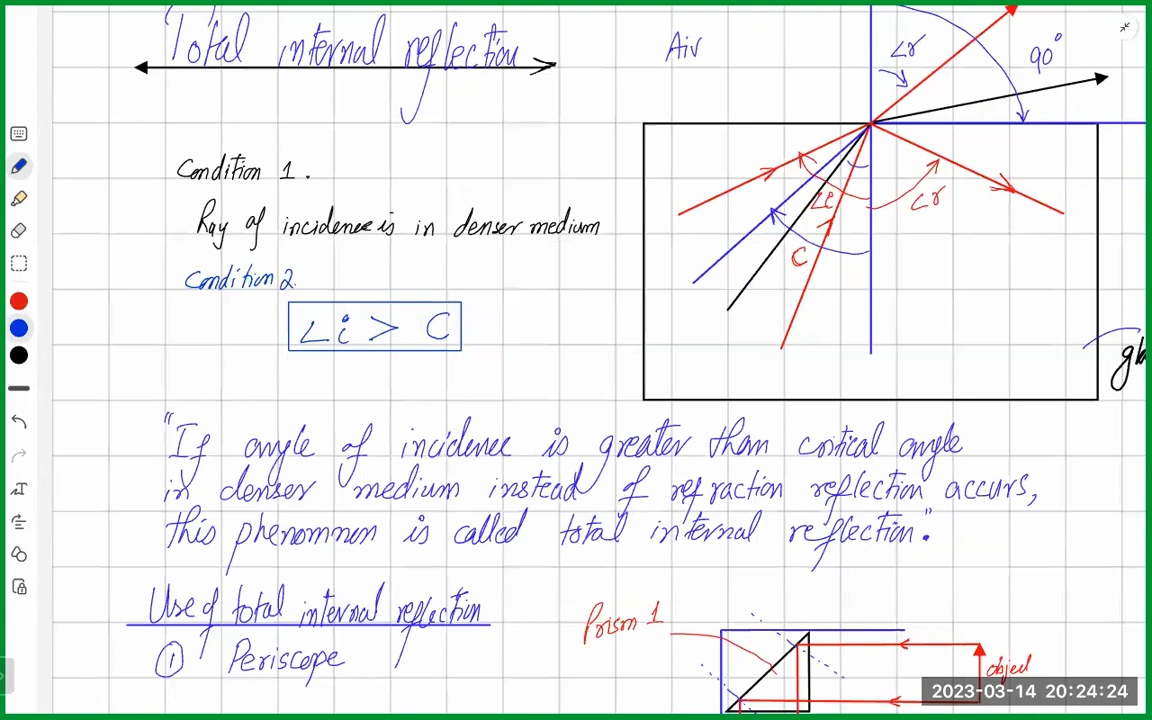 Total internal reflection
Air
∠r
90°
Condition 1.
Ray of incidence is in denser medium
Condition 2.
∠i > C
∠i
∠r
C
"If angle of incidence is greater than critical angle
in denser medium instead of refraction reflection accurs,
this phenommon is called total internal reflection."
Use of total internal reflection
① Periscope
Prism 1
object
2023-03-14 20:24:24